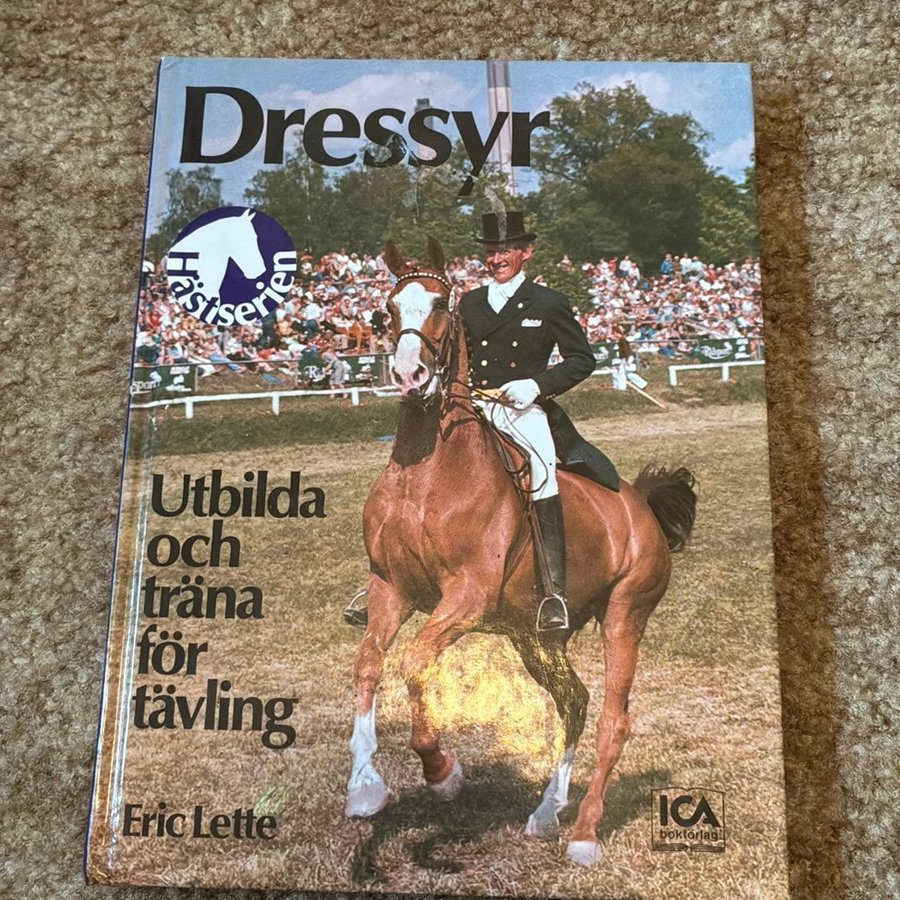 Dressyr
Hästserien
Utbilda
och
träna
för
tävling
Eric Lette
ICA
bokförlag